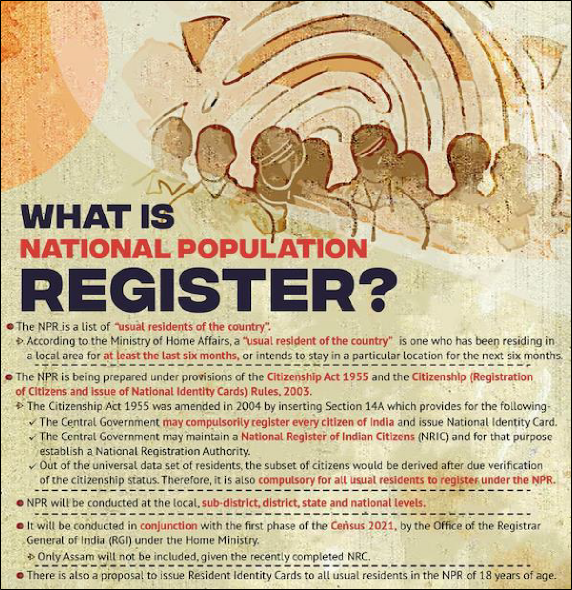 WHAT IS
NATIONAL POPULATION
REGISTER?
The NPR is a list of "usual residents of the country".
According to the Ministry of Home Affairs, a "usual resident of the country" is one who has been residing in
a local area for at least the last six months, or intends to stay in a particular location for the next six months.
The NPR is being prepared under provisions of the Citizenship Act 1955 and the Citizenship (Registration
of Citizens and issue of National Identity Cards) Rules, 2003.
The Citizenship Act 1955 was amended in 2004 by inserting Section 14A which provides for the following-
✓ The Central Government may compulsorily register every citizen of India and issue National Identity Card.
✓ The Central Government may maintain a National Register of Indian Citizens (NRIC) and for that purpose
establish a National Registration Authority.
✓ Out of the universal data set of residents, the subset of citizens would be derived after due verification
of the citizenship status. Therefore, it is also compulsory for all usual residents to register under the NPR.
NPR will be conducted at the local, sub-district, district, state and national levels.
It will be conducted in conjunction with the first phase of the Census 2021, by the Office of the Registrar
General of India (RGI) under the Home Ministry.
Only Assam will not be included, given the recently completed NRC.
There is also a proposal to issue Resident Identity Cards to all usual residents in the NPR of 18 years of age.